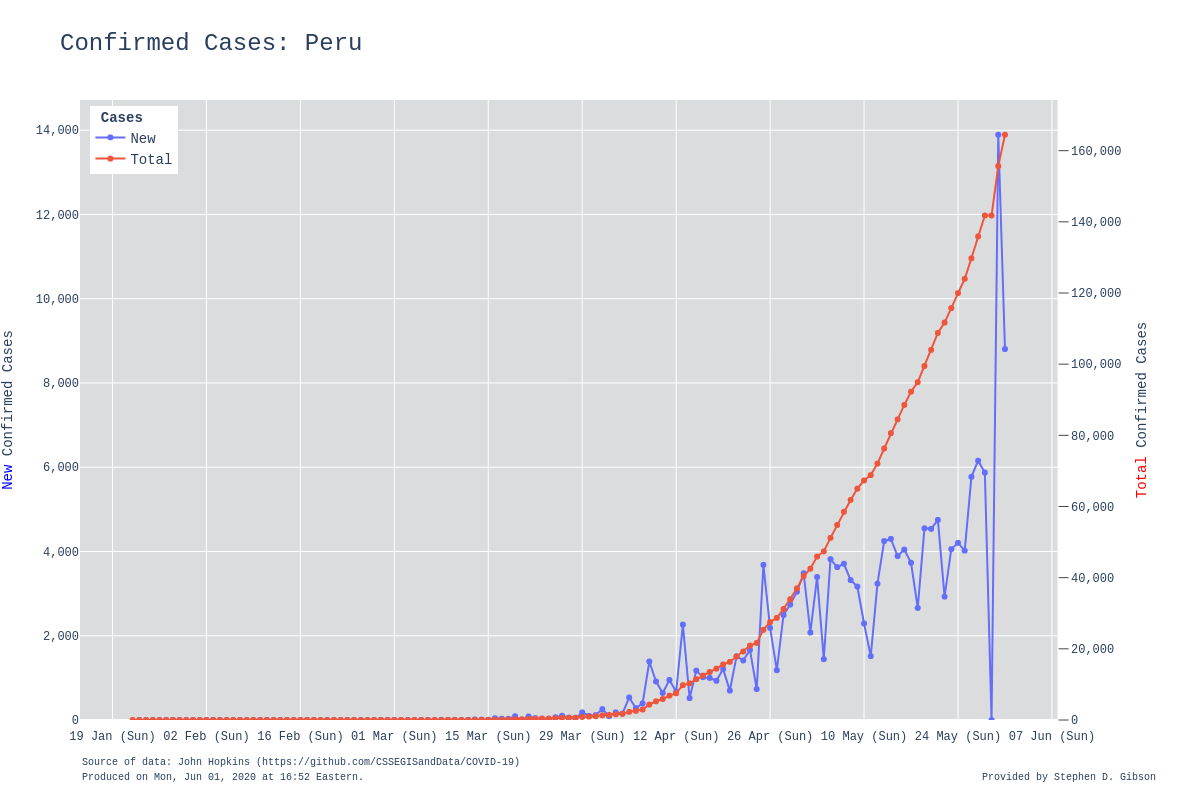 Confirmed Cases: Peru
Cases
New
Total
14,000
12,000
10,000
8,000
6,000
4,000
2,000
0
New Confirmed Cases
160,000
140,000
120,000
100,000
80,000
60,000
40,000
20,000
0
Total Confirmed Cases
19 Jan (Sun) 02 Feb (Sun) 16 Feb (Sun) 01 Mar (Sun) 15 Mar (Sun) 29 Mar (Sun) 12 Apr (Sun) 26 Apr (Sun) 10 May (Sun) 24 May (Sun) 07 Jun (Sun)
Source of data: John Hopkins (https://github.com/CSSEGISandData/COVID-19)
Produced on Mon, Jun 01, 2020 at 16:52 Eastern.
Provided by Stephen D. Gibson